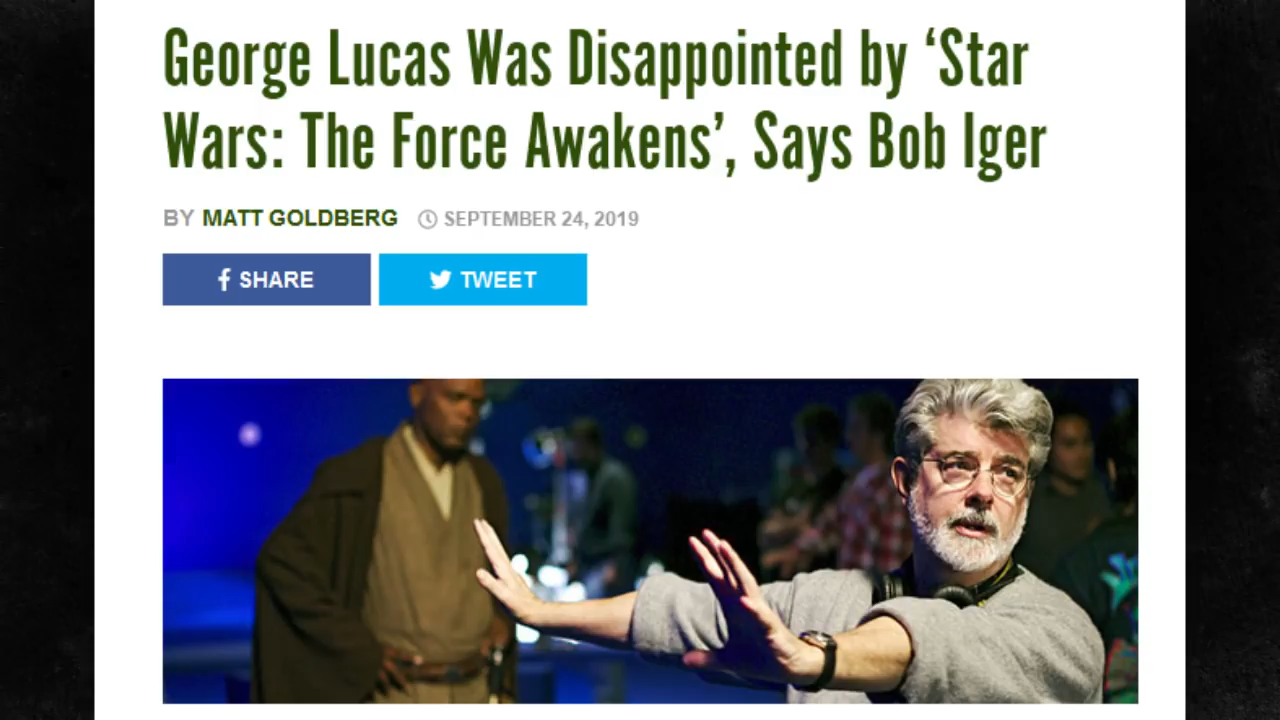 George Lucas Was Disappointed by ‘Star
Wars: The Force Awakens’, Says Bob Iger
BY MATT GOLDBERG SEPTEMBER 24, 2019
SHARE TWEET